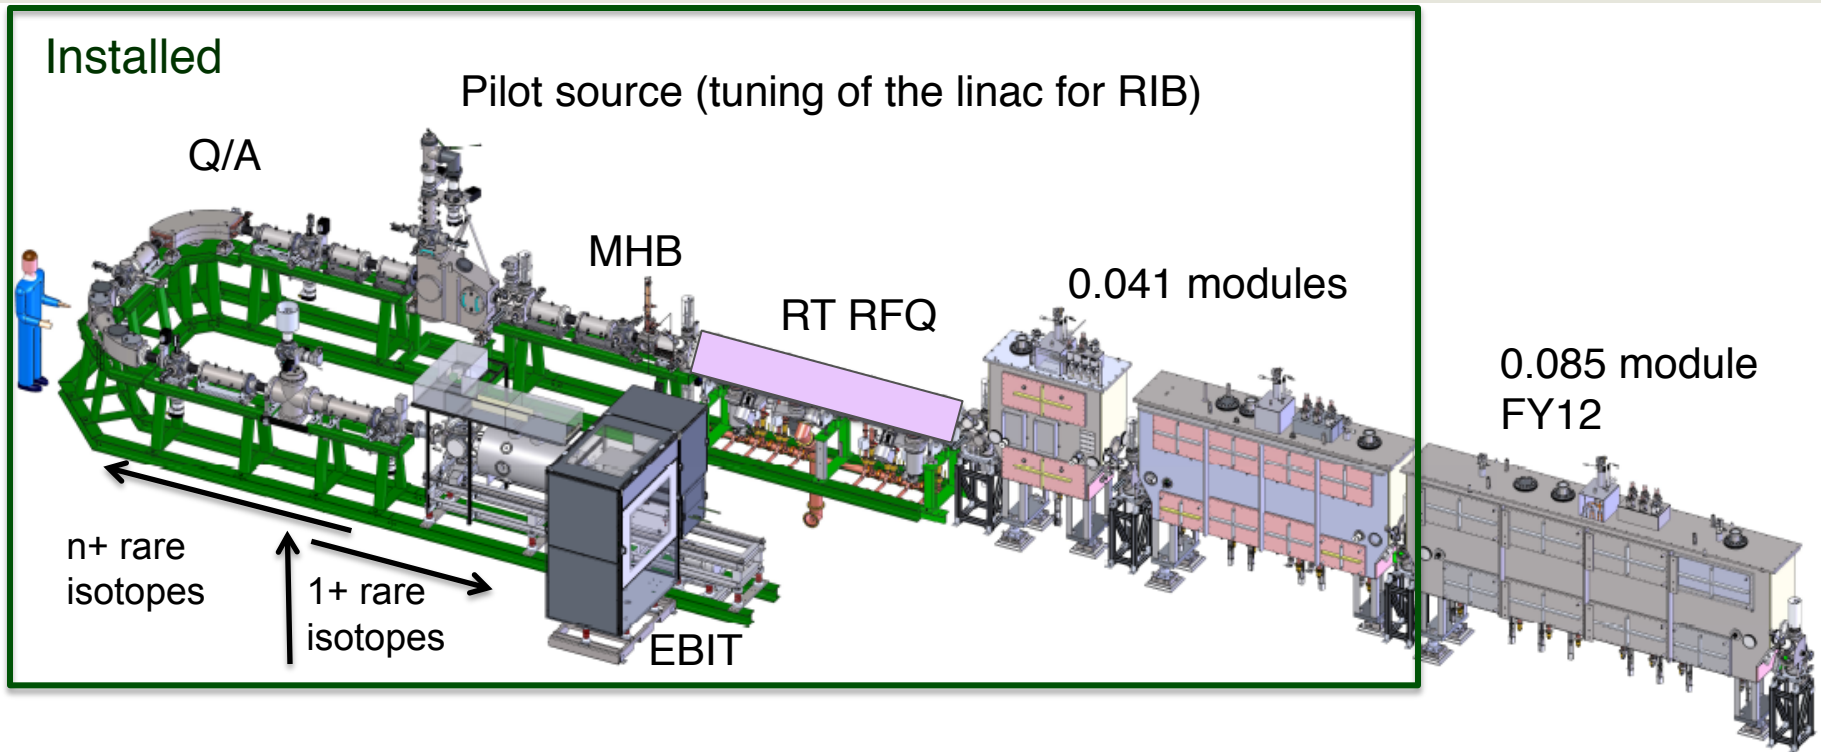 Installed
Pilot source (tuning of the linac for RIB)
Q/A
MHB
RT RFQ
0.041 modules
0.085 module
FY12
n+ rare
isotopes
1+ rare
isotopes
EBIT